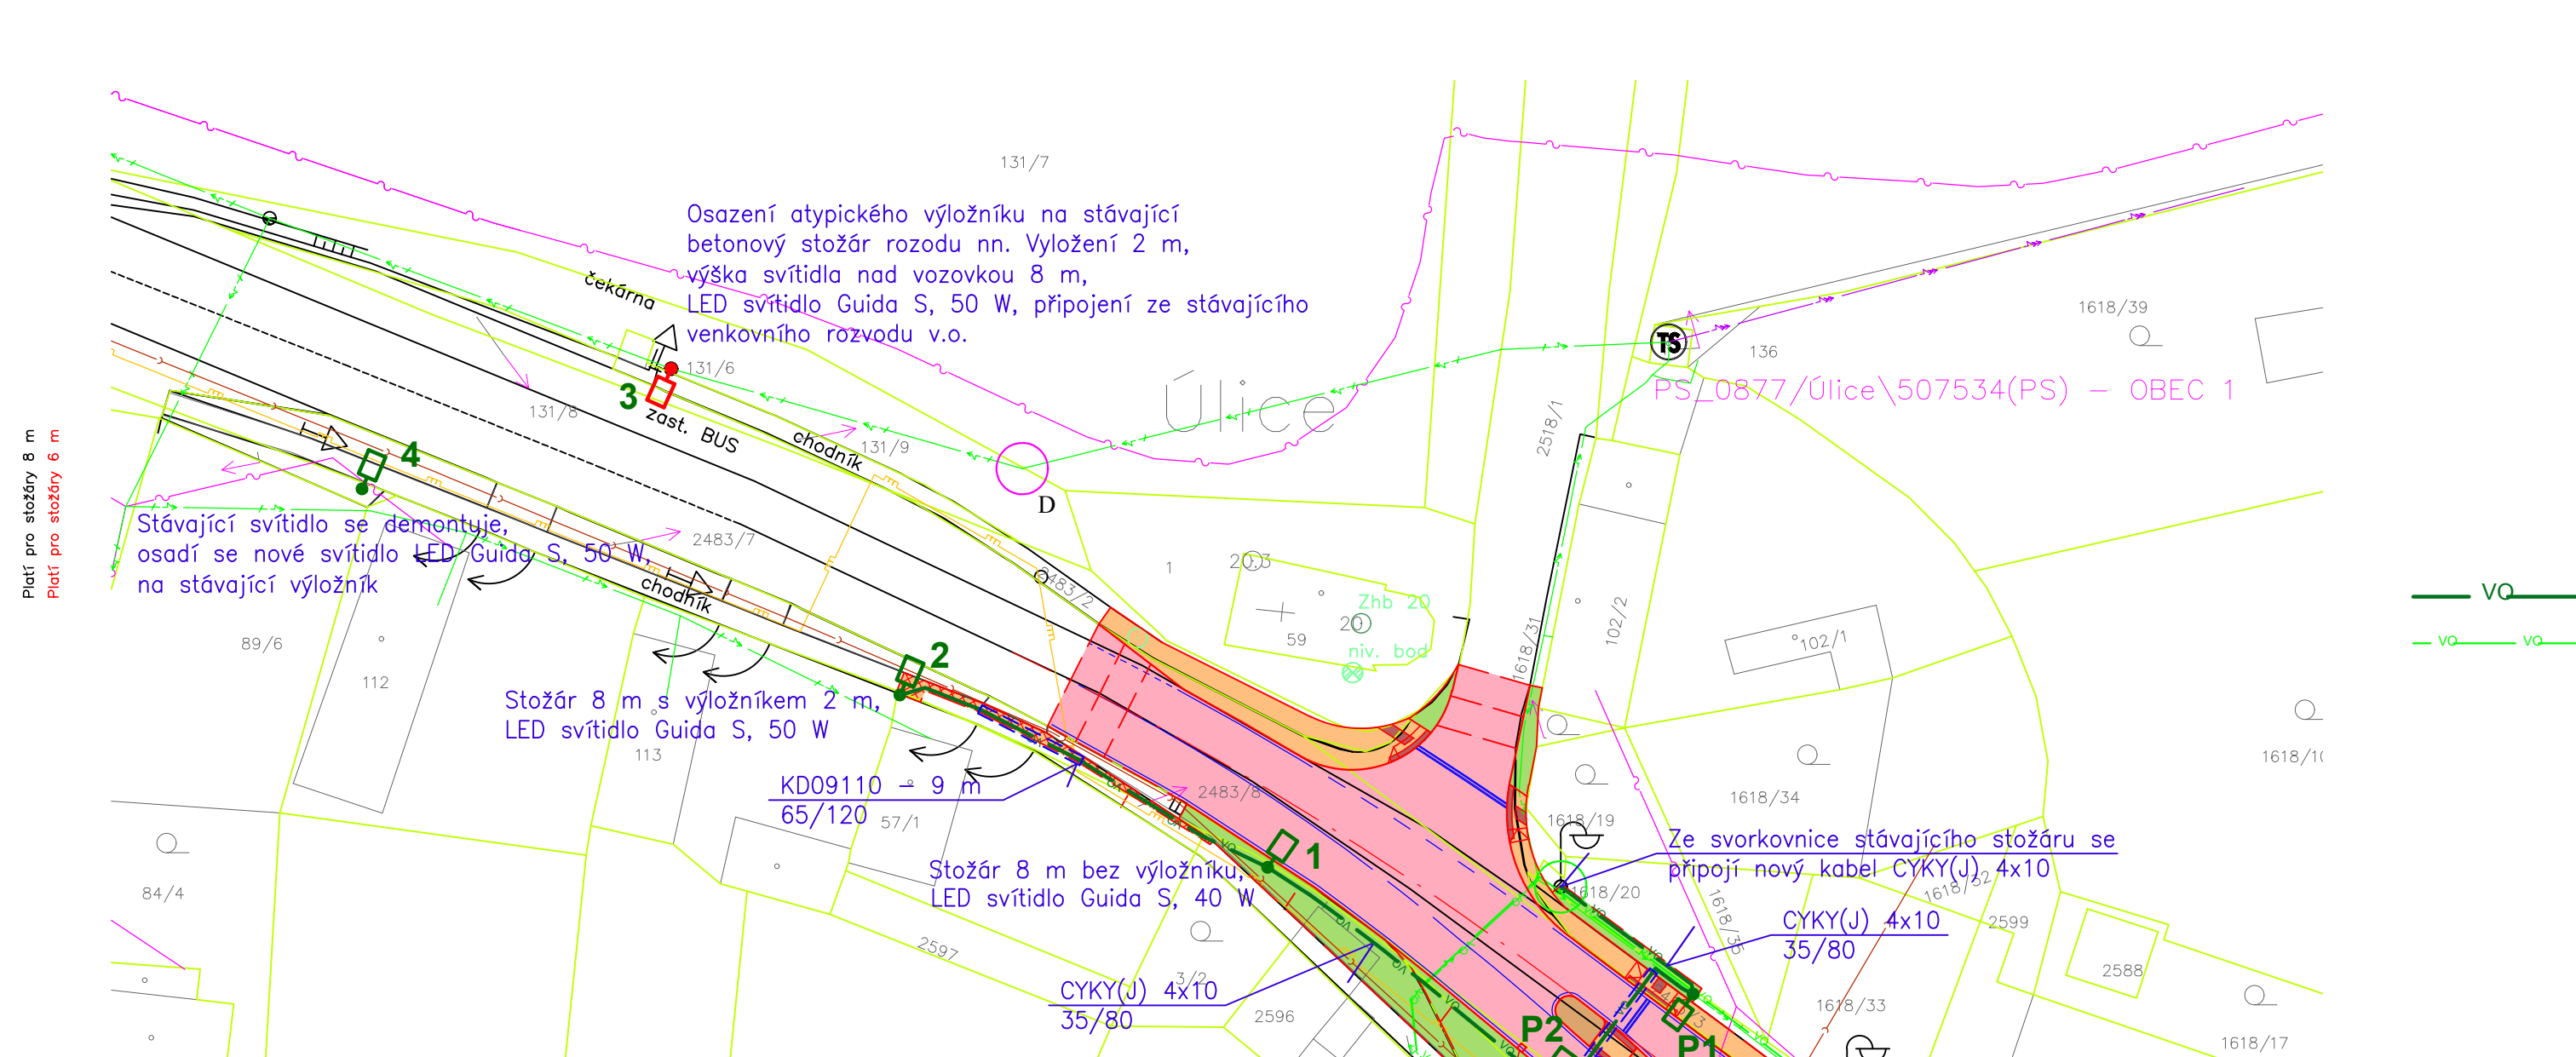 131/7
Osazení atypického výložníku na stávající
betonový stožár rozodu nn. Vyložení 2 m,
výška svítidla nad vozovkou 8 m,
LED svítidlo Guida S, 50 W, připojení ze stávajícího
venkovního rozvodu v.o.
čekárna
131/6
3
zast. BUS
131/8
chodník
131/9
Úlice
D
TS
136
1618/39
PS_0877/Úlice\507534(PS) – OBEC 1
2518/1
Platí pro stožáry 8 m
Platí pro stožáry 6 m
4
Stávající svítidlo se demontuje,
osadí se nové svítidlo LED Guida S, 50 W,
na stávající výložník
2483/7
chodník
2483/2
1
20.3
Zhb 20
20
59
niv. bod
1618/31
102/2
102/1
VO
VO
VO
89/6
112
113
2
Stožár 8 m s výložníkem 2 m,
LED svítidlo Guida S, 50 W
KD09110 – 9 m
65/120
57/1
2483/8
1
Stožár 8 m bez výložníku,
LED svítidlo Guida S, 40 W
1618/34
1618/19
1618/20
Ze svorkovnice stávajícího stožáru se
připojí nový kabel CYKY(J) 4x10
1618/32
1618/35
CYKY(J) 4x10
35/80
2599
2588
1618/33
1618/17
84/4
2597
3/2
CYKY(J) 4x10
35/80
2596
P2
P1